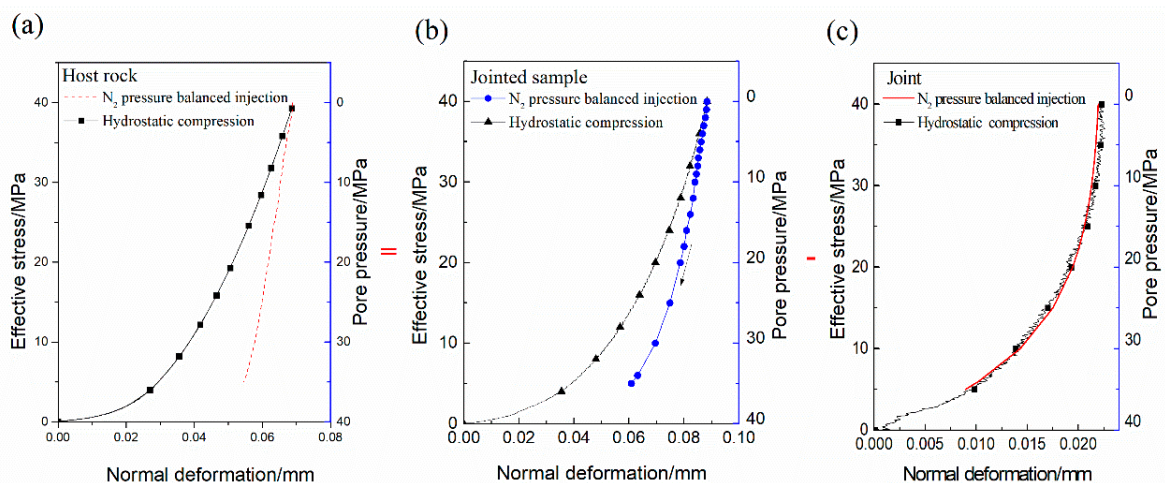 (a)
Host rock
N2 pressure balanced injection
Hydrostatic compression
Effective stress/MPa
40
30
20
10
0
Pore pressure/MPa
0
10
20
30
40
0.00
0.02
0.04
0.06
0.08
Normal deformation/mm
=
(b)
Jointed sample
N2 pressure balanced injection
Hydrostatic compression
Effective stress/MPa
40
30
20
10
0
Pore pressure/MPa
0
10
20
30
40
0.00
0.02
0.04
0.06
0.08
0.10
Normal deformation/mm
-
(c)
Joint
N2 pressure balanced injection
Hydrostatic compression
Effective stress/MPa
40
30
20
10
0
Pore pressure/MPa
0
10
20
30
40
0.000
0.005
0.010
0.015
0.020
Normal deformation/mm